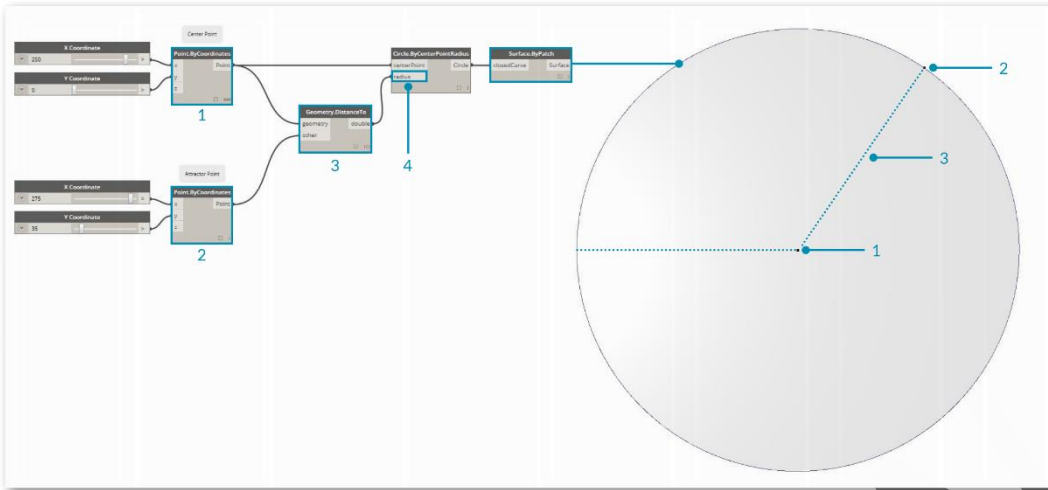 Center Point
X Coordinate
250
Point.ByCoordinates
x
Point
y
z
Y Coordinate
0
1
Circle.ByCenterPointRadius
centerPoint
Circle
radius
4
Surface.ByPatch
closedCurve
Surface
Geometry.DistanceTo
geometry
double
other
3
Attractor Point
X Coordinate
275
Point.ByCoordinates
x
Point
y
z
Y Coordinate
35
2
2
3
1